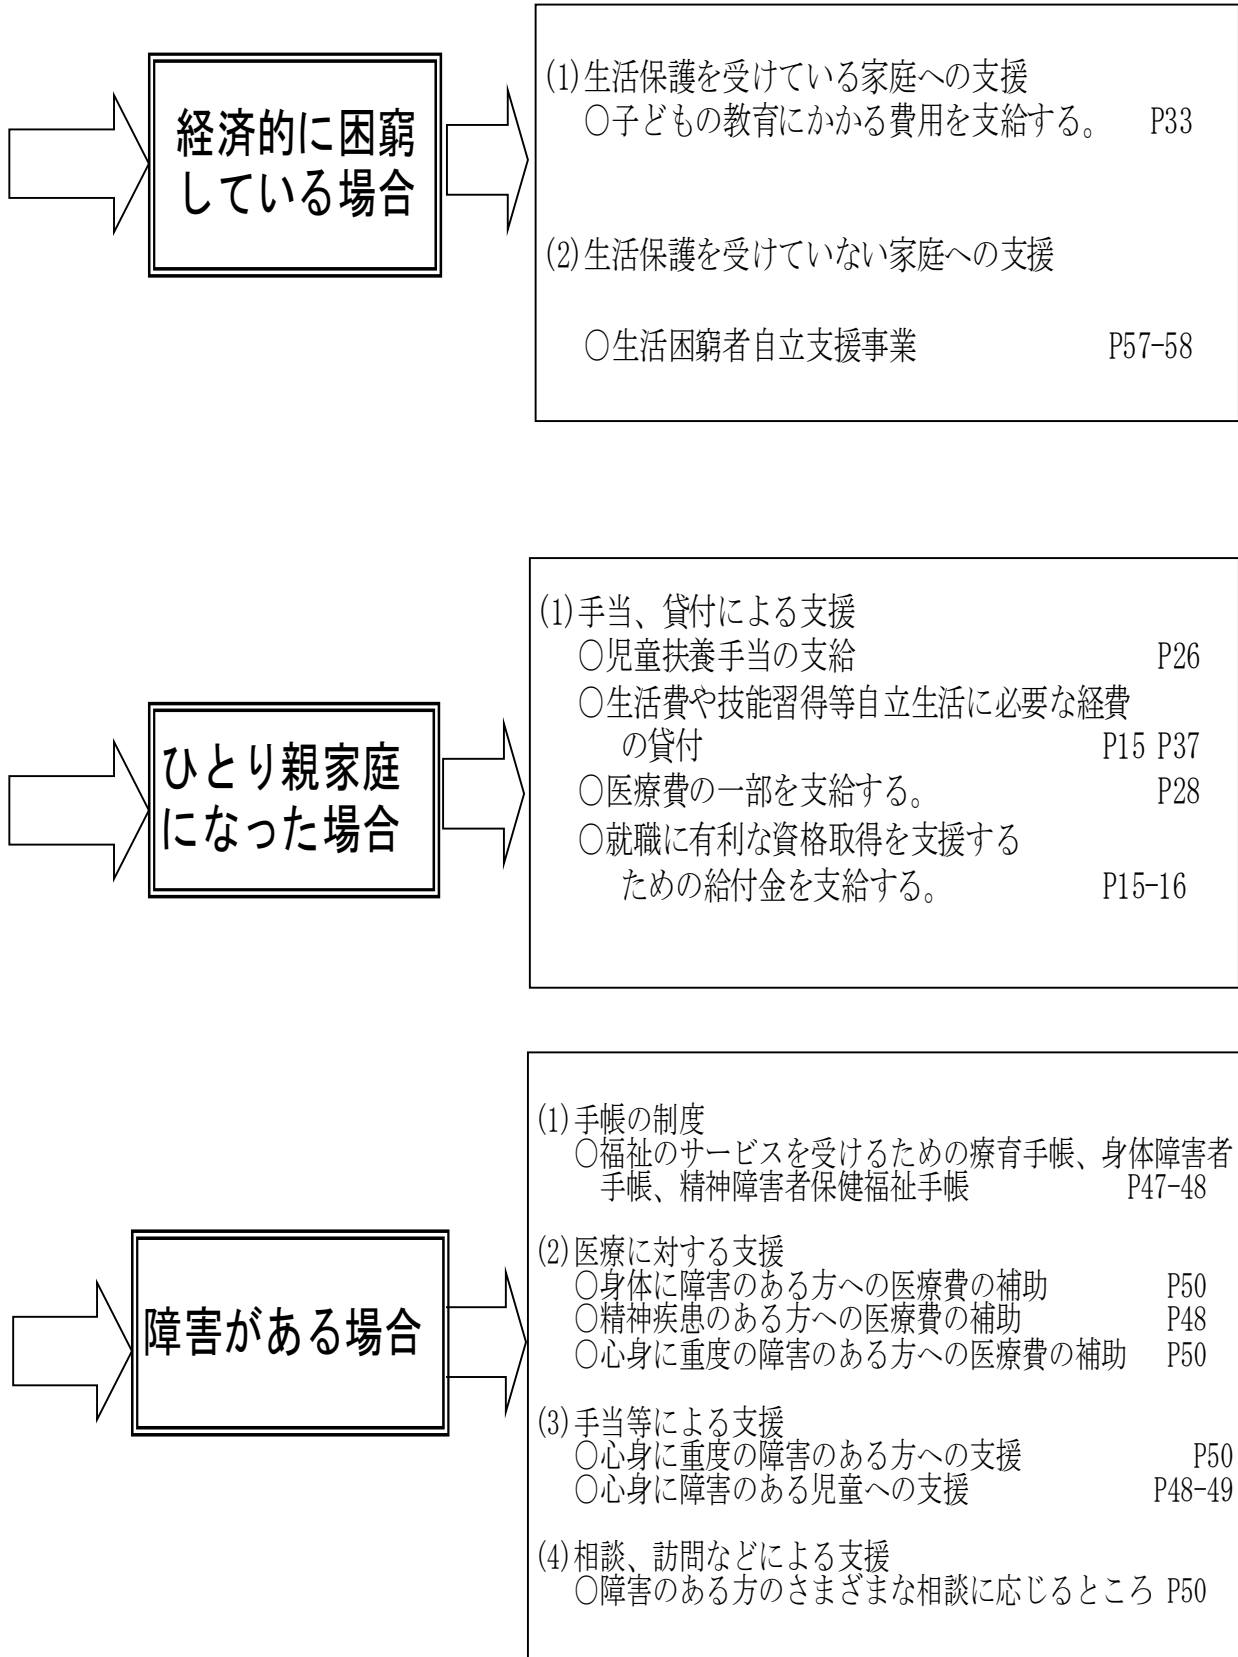 経済的に困窮
している場合
(1)生活保護を受けている家庭への支援
○子どもの教育にかかる費用を支給する。 P33
(2)生活保護を受けていない家庭への支援
○生活困窮者自立支援事業 P57-58
ひとり親家庭
になった場合
(1)手当、貸付による支援
○児童扶養手当の支給 P26
○生活費や技能習得等自立生活に必要な経費
の貸付 P15 P37
○医療費の一部を支給する。 P28
○就職に有利な資格取得を支援する
ための給付金を支給する。 P15-16
障害がある場合
(1)手帳の制度
○福祉のサービスを受けるための療育手帳、身体障害者
手帳、精神障害者保健福祉手帳 P47-48
(2)医療に対する支援
○身体に障害のある方への医療費の補助 P50
○精神疾患のある方への医療費の補助 P48
○心身に重度の障害のある方への医療費の補助 P50
(3)手当等による支援
○心身に重度の障害のある方への支援 P50
○心身に障害のある児童への支援 P48-49
(4)相談、訪問などによる支援
○障害のある方のさまざまな相談に応じるところ P50